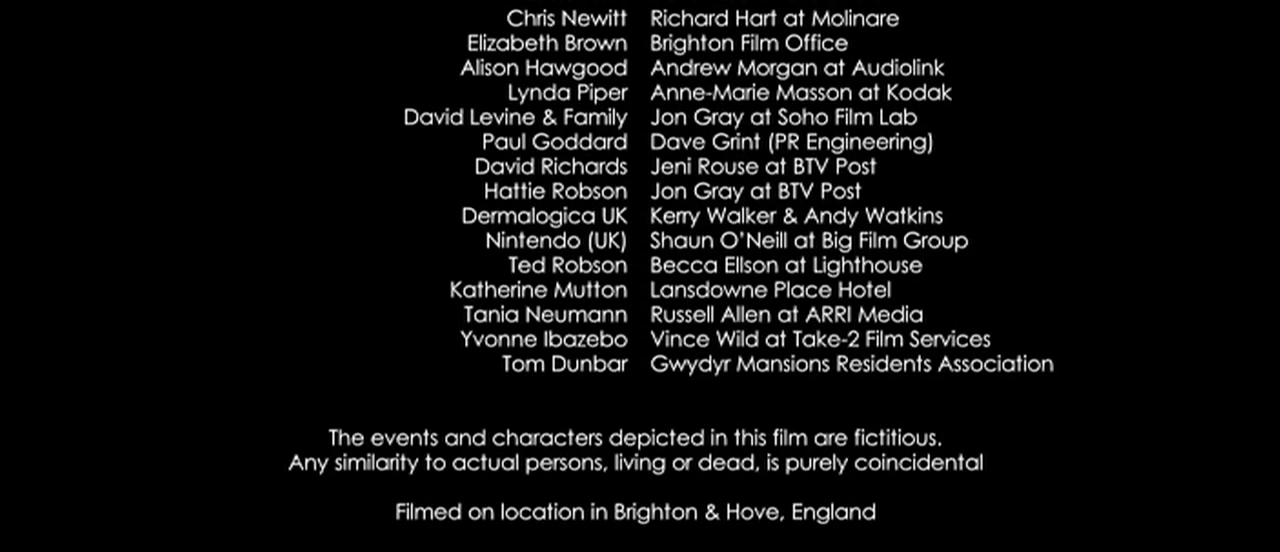 Chris Newitt Richard Hart at Molinare
Elizabeth Brown Brighton Film Office
Alison Hawgood Andrew Morgan at Audiolink
Lynda Piper Anne-Marie Masson at Kodak
David Levine & Family Jon Gray at Soho Film Lab
Paul Goddard Dave Grint (PR Engineering)
David Richards Jeni Rouse at BTV Post
Hattie Robson Jon Gray at BTV Post
Dermalogica UK Kerry Walker & Andy Watkins
Nintendo (UK) Shaun O'Neill at Big Film Group
Ted Robson Becca Ellson at Lighthouse
Katherine Mutton Lansdowne Place Hotel
Tania Neumann Russell Allen at ARRI Media
Yvonne Ibazebo Vince Wild at Take-2 Film Services
Tom Dunbar Gwydyr Mansions Residents Association
The events and characters depicted in this film are fictitious.
Any similarity to actual persons, living or dead, is purely coincidental
Filmed on location in Brighton & Hove, England